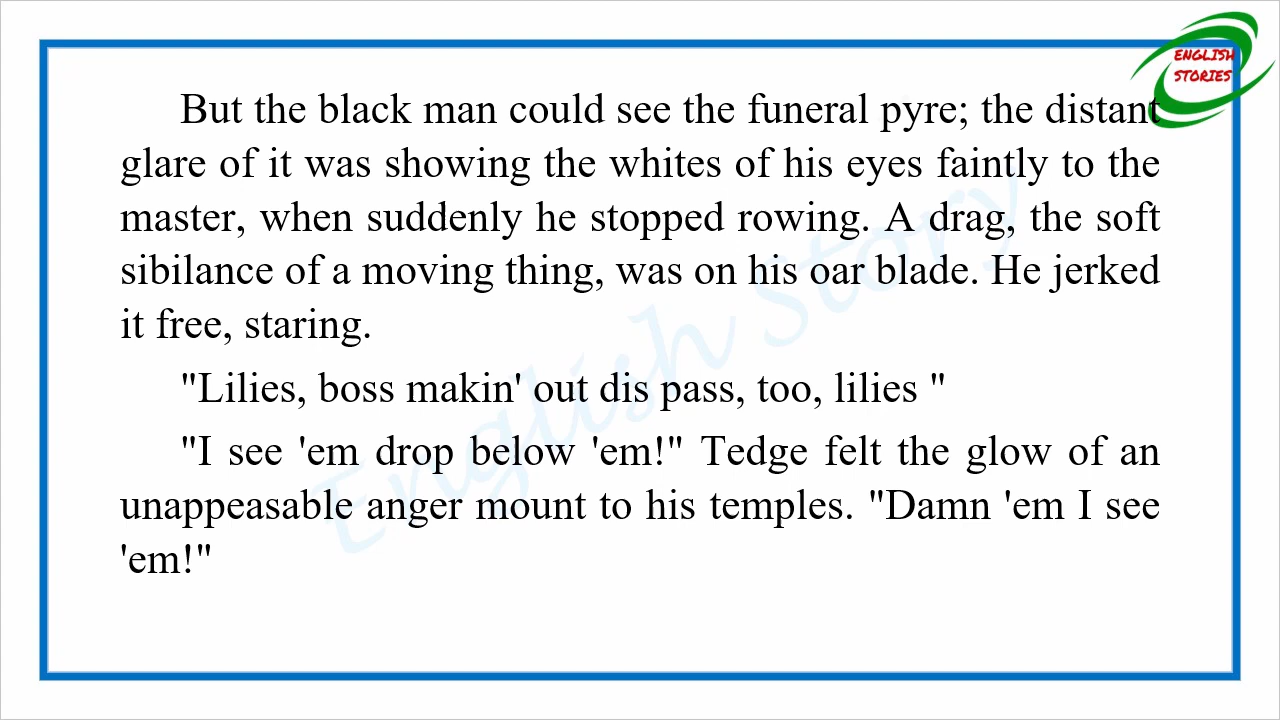 ENGLISH
STORIES
But the black man could see the funeral pyre; the distant
glare of it was showing the whites of his eyes faintly to the
master, when suddenly he stopped rowing. A drag, the soft
sibilance of a moving thing, was on his oar blade. He jerked
it free, staring.
"Lilies, boss makin' out dis pass, too, lilies "
"I see 'em drop below 'em!" Tedge felt the glow of an
unappeasable anger mount to his temples. "Damn 'em I see
'em!"
English Story